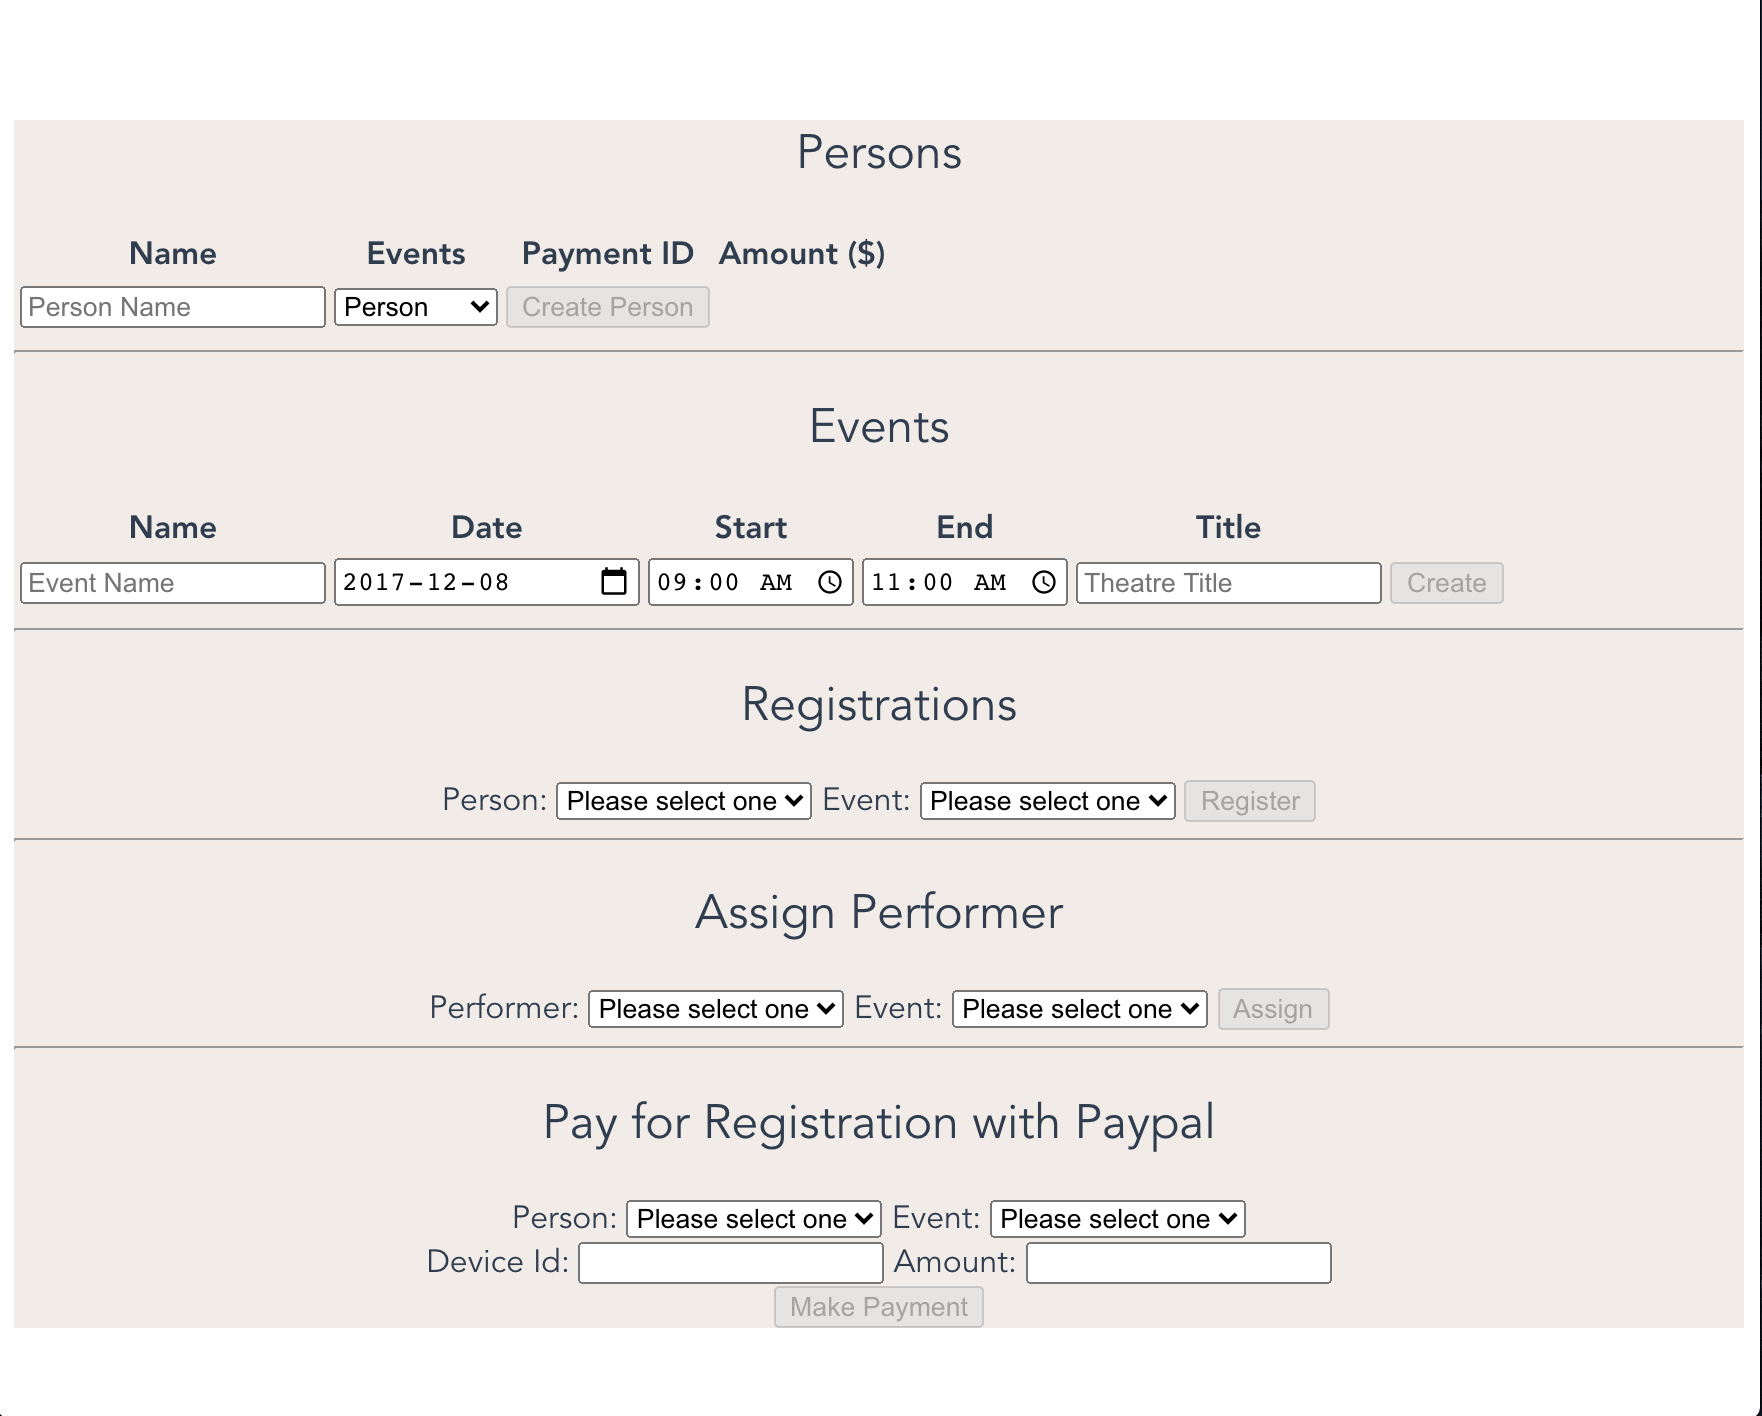 Persons
Name Events Payment ID Amount ($)
Person Name Person Create Person
Events
Name Date Start End Title
Event Name 2017-12-08 09:00 AM 11:00 AM Theatre Title Create
Registrations
Person: Please select one Event: Please select one Register
Assign Performer
Performer: Please select one Event: Please select one Assign
Pay for Registration with Paypal
Person: Please select one Event: Please select one
Device Id: Amount:
Make Payment